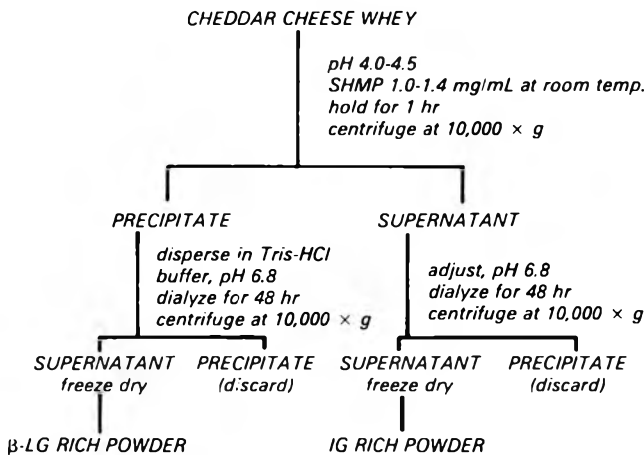 CHEDDAR CHEESE WHEY
pH 4.0-4.5
SHMP 1.0-1.4 mg/mL at room temp.
hold for 1 hr
centrifuge at 10,000 × g
PRECIPITATE
SUPERNATANT
disperse in Tris-HCl
buffer, pH 6.8
dialyze for 48 hr
centrifuge at 10,000 × g
adjust, pH 6.8
dialyze for 48 hr
centrifuge at 10,000 × g
SUPERNATANT
freeze dry
PRECIPITATE
(discard)
SUPERNATANT
freeze dry
PRECIPITATE
(discard)
β-LG RICH POWDER
IG RICH POWDER